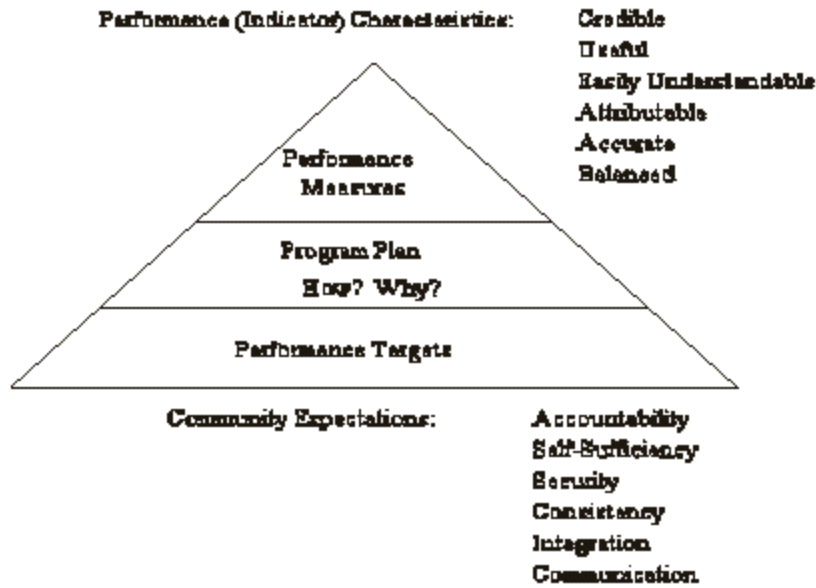 Performance (Indicator) Characteristics:
Credible
Useful
Easily Understandable
Attributable
Accurate
Balanced
Performance
Measures
Program Plan
How? Why?
Performance Targets
Community Expectations:
Accountability
Self-Sufficiency
Security
Consistency
Integration
Communication